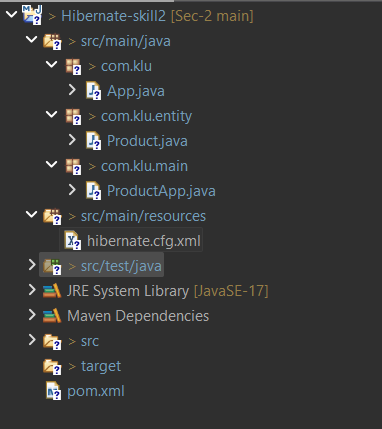 > Hibernate-skill2 [Sec-2 main]
> src/main/java
> com.klu
> App.java
> com.klu.entity
> Product.java
> com.klu.main
> ProductApp.java
> src/main/resources
hibernate.cfg.xml
> src/test/java
JRE System Library [JavaSE-17]
Maven Dependencies
> src
> target
pom.xml